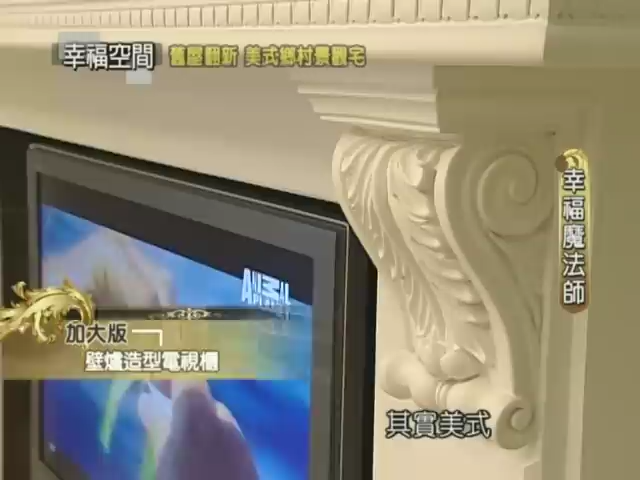 幸福空間
舊屋翻新 美式鄉村景觀宅
幸福魔法師
加大版
壁爐造型電視櫃
其實美式